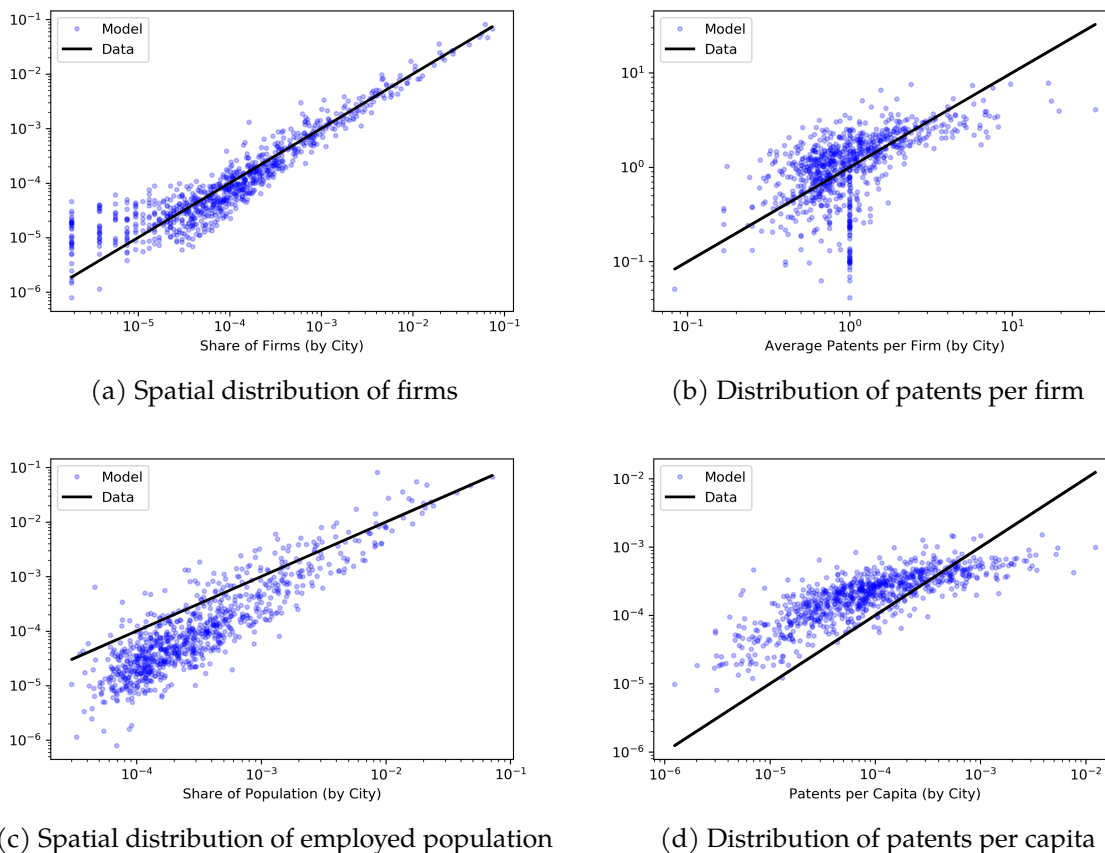 10⁻¹
10⁻²
10⁻³
10⁻⁴
10⁻⁵
10⁻⁶
Model
Data
10⁻⁵ 10⁻⁴ 10⁻³ 10⁻² 10⁻¹
Share of Firms (by City)
(a) Spatial distribution of firms
10¹
10⁰
10⁻¹
Model
Data
10⁻¹ 10⁰ 10¹
Average Patents per Firm (by City)
(b) Distribution of patents per firm
10⁻¹
10⁻²
10⁻³
10⁻⁴
10⁻⁵
10⁻⁶
Model
Data
10⁻⁴ 10⁻³ 10⁻² 10⁻¹
Share of Population (by City)
(c) Spatial distribution of employed population
10⁻²
10⁻³
10⁻⁴
10⁻⁵
10⁻⁶
Model
Data
10⁻⁶ 10⁻⁵ 10⁻⁴ 10⁻³ 10⁻²
Patents per Capita (by City)
(d) Distribution of patents per capita